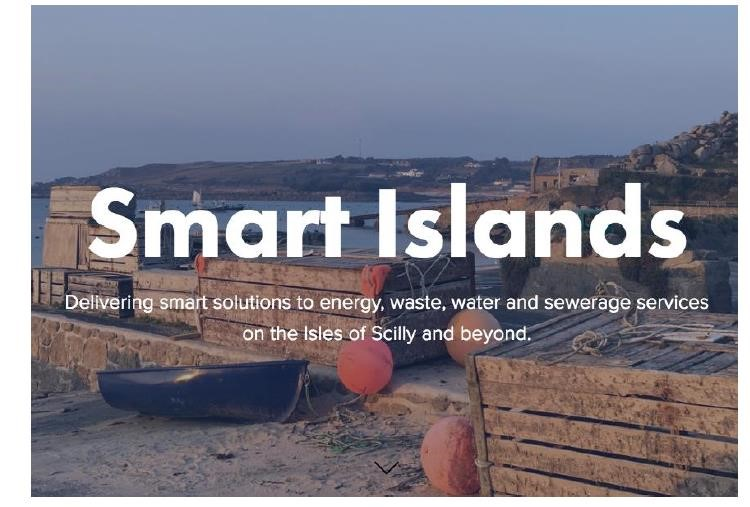 Smart Islands
Delivering smart solutions to energy, waste, water and sewerage services
on the Isles of Scilly and beyond.